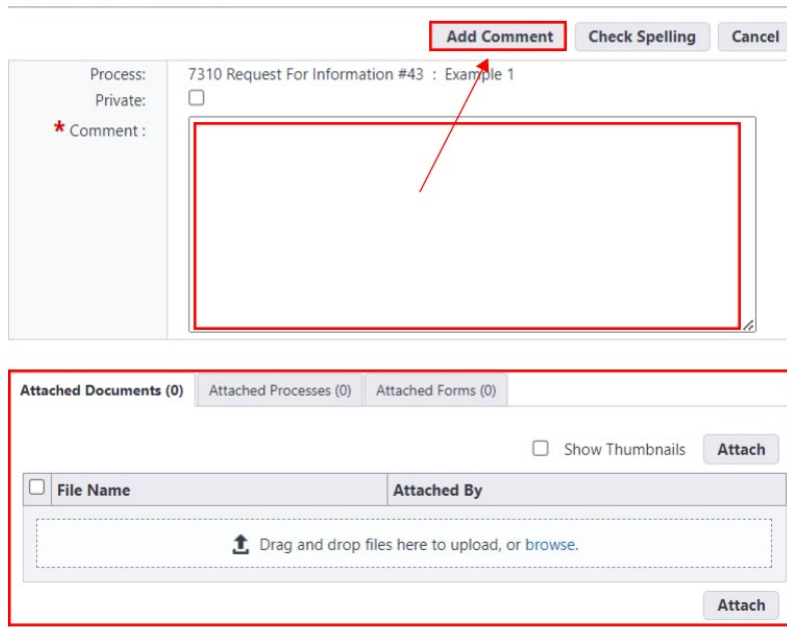 Add Comment Check Spelling Cancel
Process: 7310 Request For Information #43 : Example 1
Private:
* Comment :
Attached Documents (0) Attached Processes (0) Attached Forms (0)
Show Thumbnails Attach
File Name Attached By
Drag and drop files here to upload, or browse.
Attach